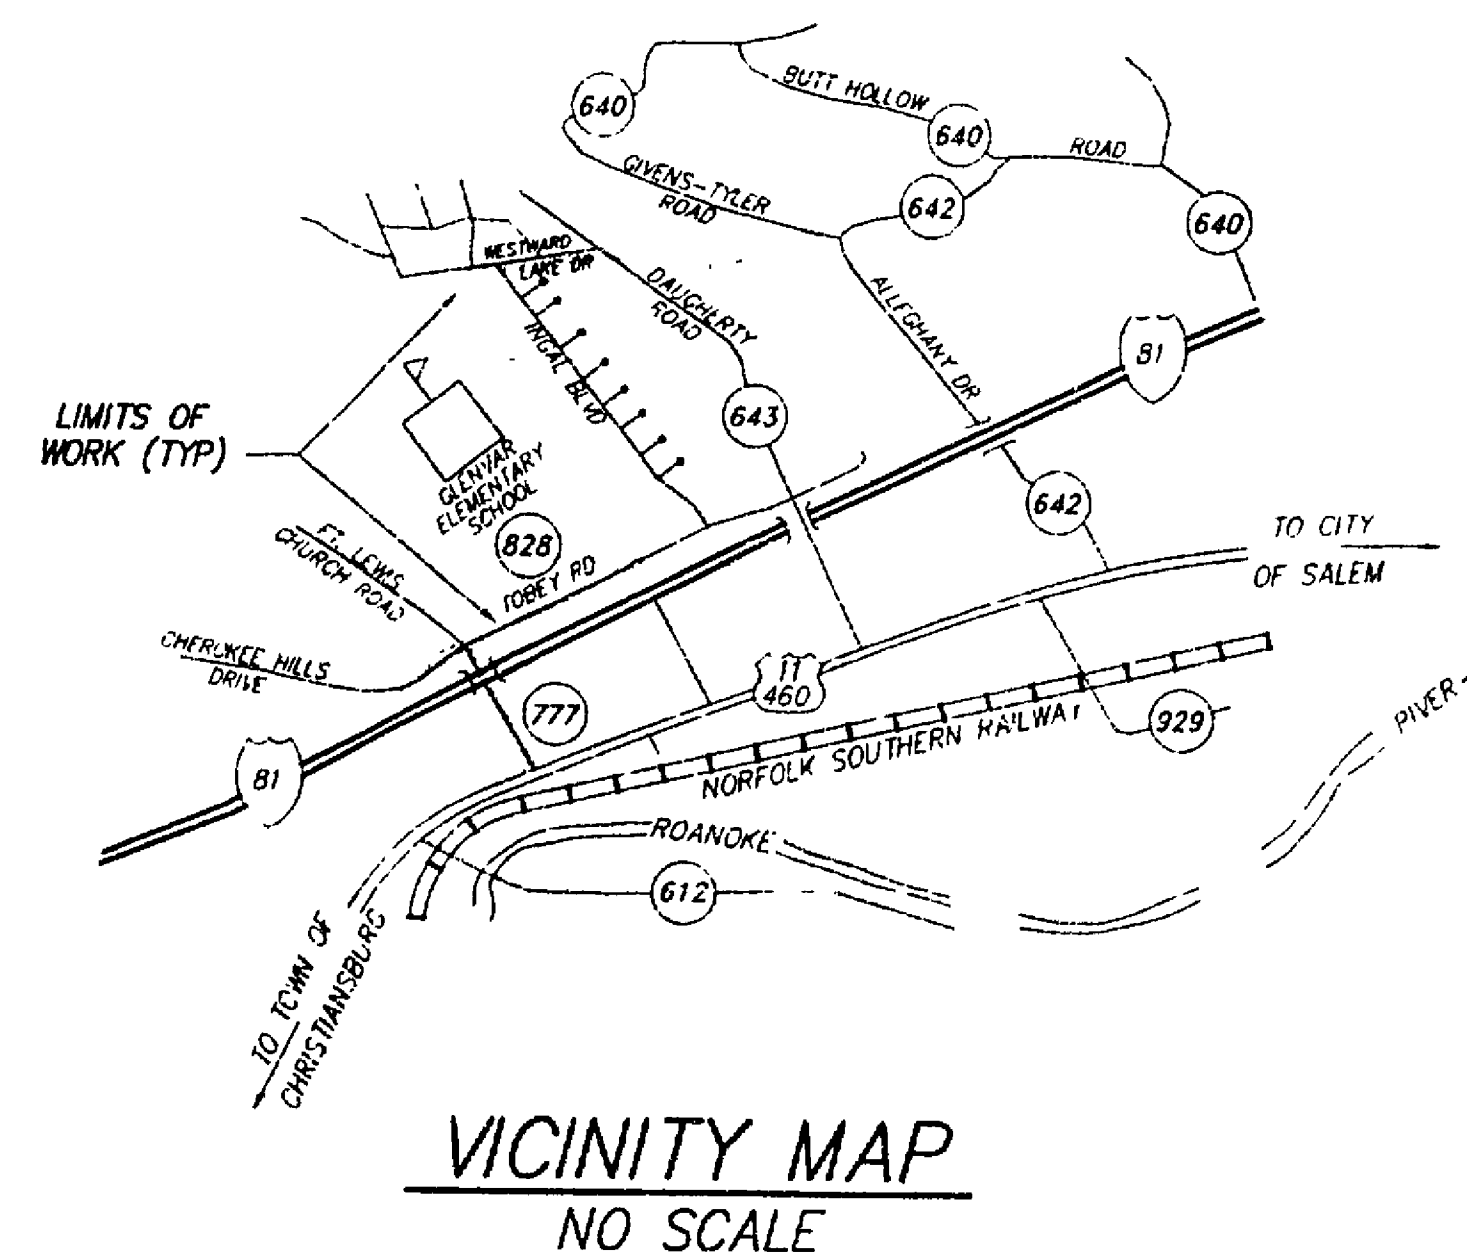 BUTT HOLLOW
640
640
ROAD
GIVENS-TYLER
ROAD
642
640
WESTWARD
LAKE DR
DAUGHERTY
ROAD
ALLEGHANY DR
INGAL BLVD
81
LIMITS OF
WORK (TYP)
643
GLENVAR
ELEMENTARY
SCHOOL
828
642
FT. LEWIS
CHURCH ROAD
TOBEY RD
TO CITY
OF SALEM
CHEROKEE HILLS
DRIVE
11
460
777
929
RIVER
81
NORFOLK SOUTHERN RAILWAY
ROANOKE
612
TO TOWN OF
CHRISTIANSBURG
VICINITY MAP
NO SCALE